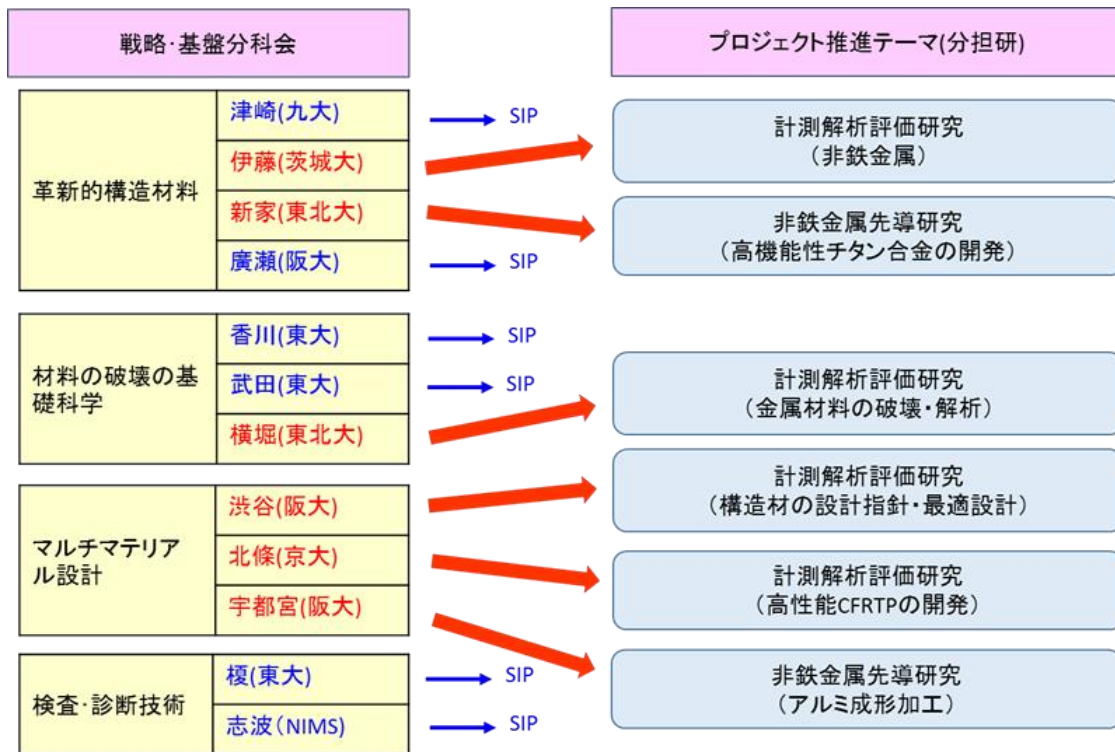 戦略・基盤分科会
プロジェクト推進テーマ(分担研)
革新的構造材料
津崎(九大)
SIP
伊藤(茨城大)
新家(東北大)
廣瀬(阪大)
SIP
計測解析評価研究
（非鉄金属）
非鉄金属先導研究
（高機能性チタン合金の開発）
材料の破壊の基
礎科学
香川(東大)
SIP
武田(東大)
SIP
横堀(東北大)
計測解析評価研究
（金属材料の破壊・解析）
マルチマテリア
ル設計
渋谷(阪大)
北條(京大)
宇都宮(阪大)
計測解析評価研究
（構造材の設計指針・最適設計）
計測解析評価研究
（高性能CFRTPの開発）
非鉄金属先導研究
（アルミ成形加工）
検査・診断技術
榎(東大)
SIP
志波（NIMS)
SIP